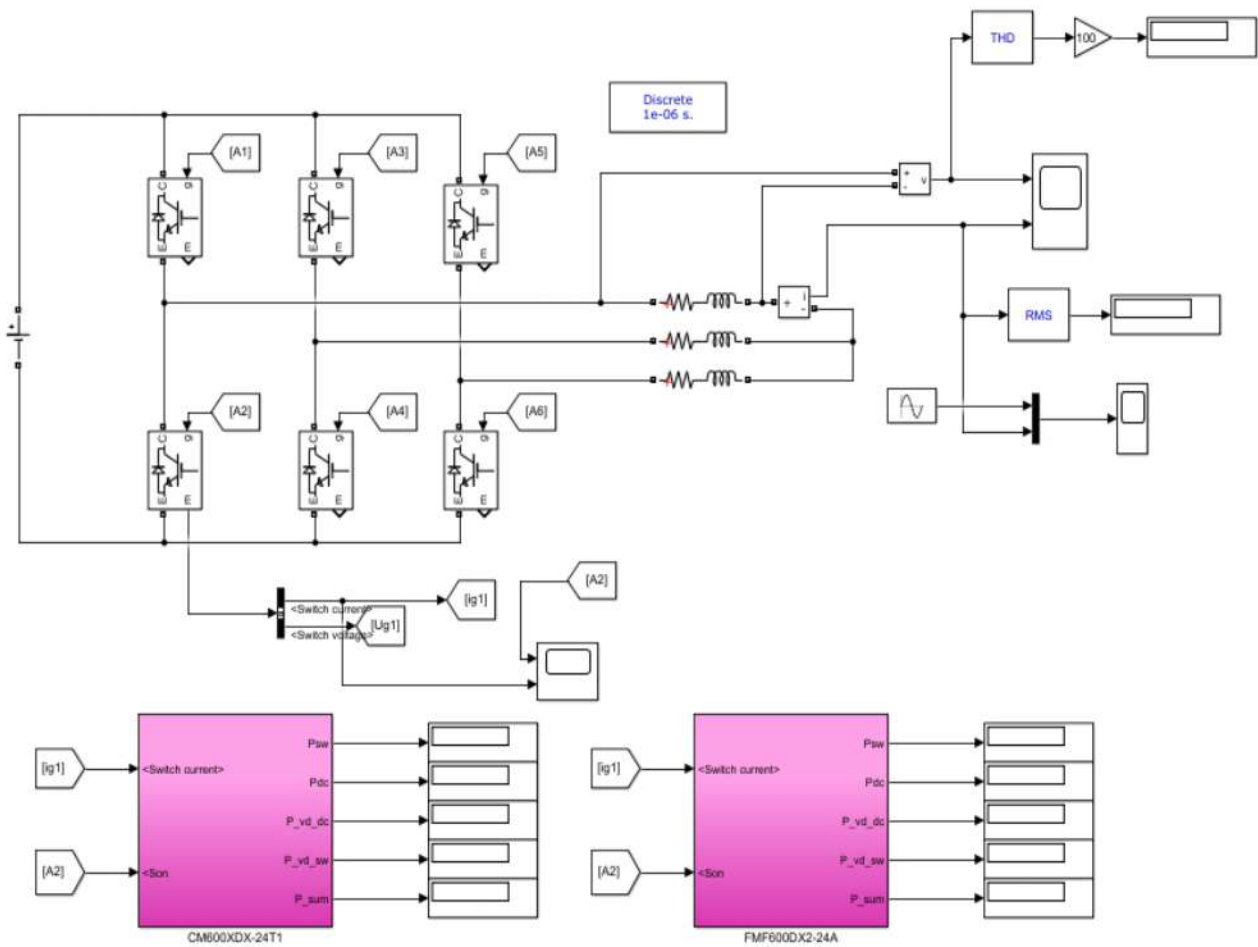 THD
100
Discrete
1e-06 s.
[A1]
[A3]
[A5]
C
g
E
m
C
g
E
m
C
g
E
m
+
+
-
v
+
i
-
RMS
[A2]
[A4]
[A6]
C
g
E
m
C
g
E
m
C
g
E
m
[A2]
<Switch current>
[ig1]
<Switch voltage>
[Ug1]
[ig1]
<Switch current>
Psw
Pdc
P_vd_dc
P_vd_sw
[A2]
<Son
P_sum
CM600XDX-24T1
[ig1]
<Switch current>
Psw
Pdc
P_vd_dc
P_vd_sw
[A2]
<Son
P_sum
FMF600DX2-24A